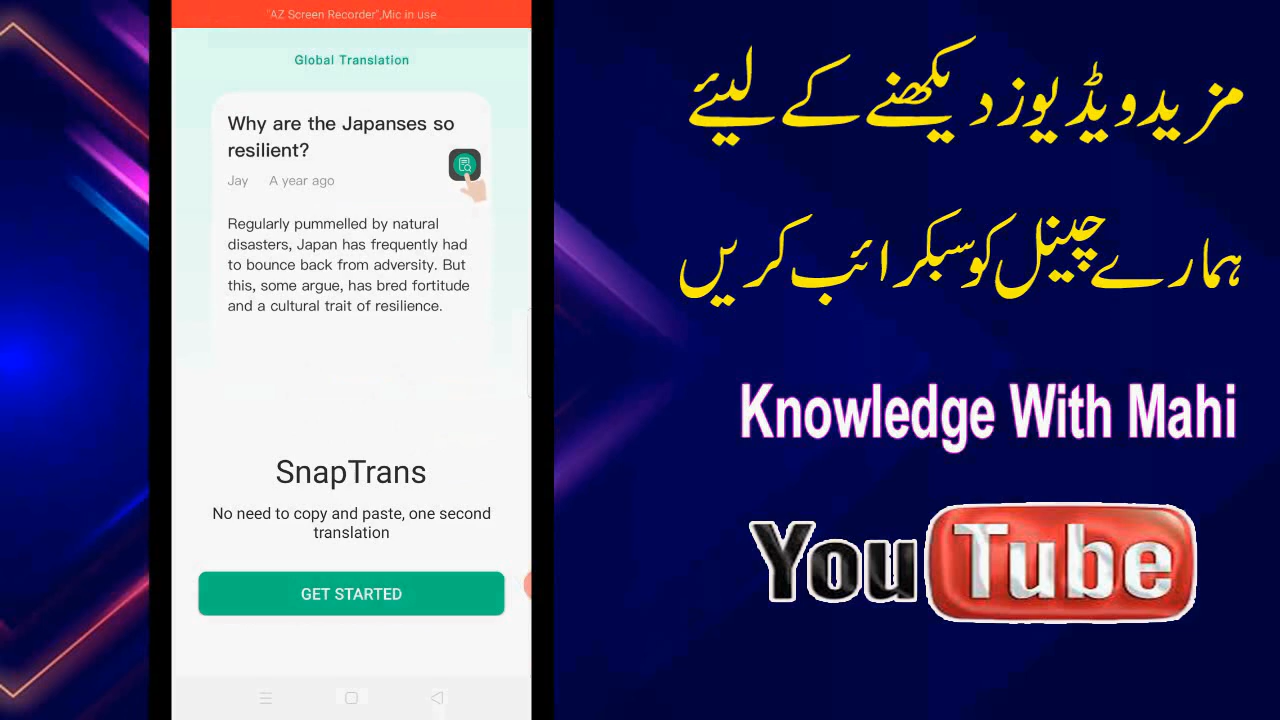 "AZ Screen Recorder",Mic in use
Global Translation
Why are the Japanses so
resilient?
Jay A year ago
Regularly pummelled by natural
disasters, Japan has frequently had
to bounce back from adversity. But
this, some argue, has bred fortitude
and a cultural trait of resilience.
SnapTrans
No need to copy and paste, one second
translation
GET STARTED
مزید ویڈیوز دیکھنے کے لیئے
ہمارے چینل کو سبکرائب کریں
Knowledge With Mahi
YouTube